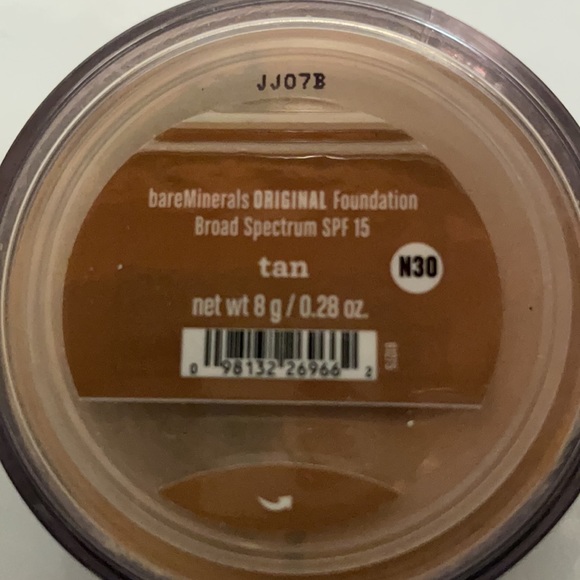 JJ07B
bareMinerals ORIGINAL Foundation
Broad Spectrum SPF 15
tan
N30
net wt 8 g / 0.28 oz.
0 98132 26966 2